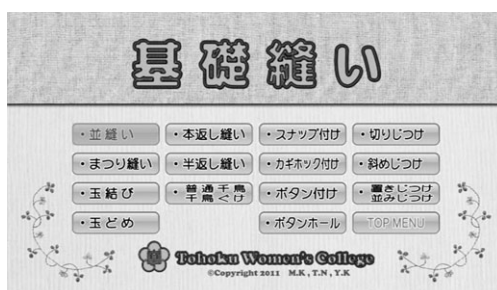 基礎縫い
・並縫い
・本返し縫い
・スナップ付け
・切りじつけ
・まつり縫い
・半返し縫い
・カギホック付け
・斜めじつけ
・玉結び
・普通千鳥
千鳥ぐけ
・ボタン付け
・置きじつけ
並みじつけ
・玉どめ
・ボタンホール
TOP MENU
Tohoku Women's College
©Copyright 2011 M.K , T.N , Y.K